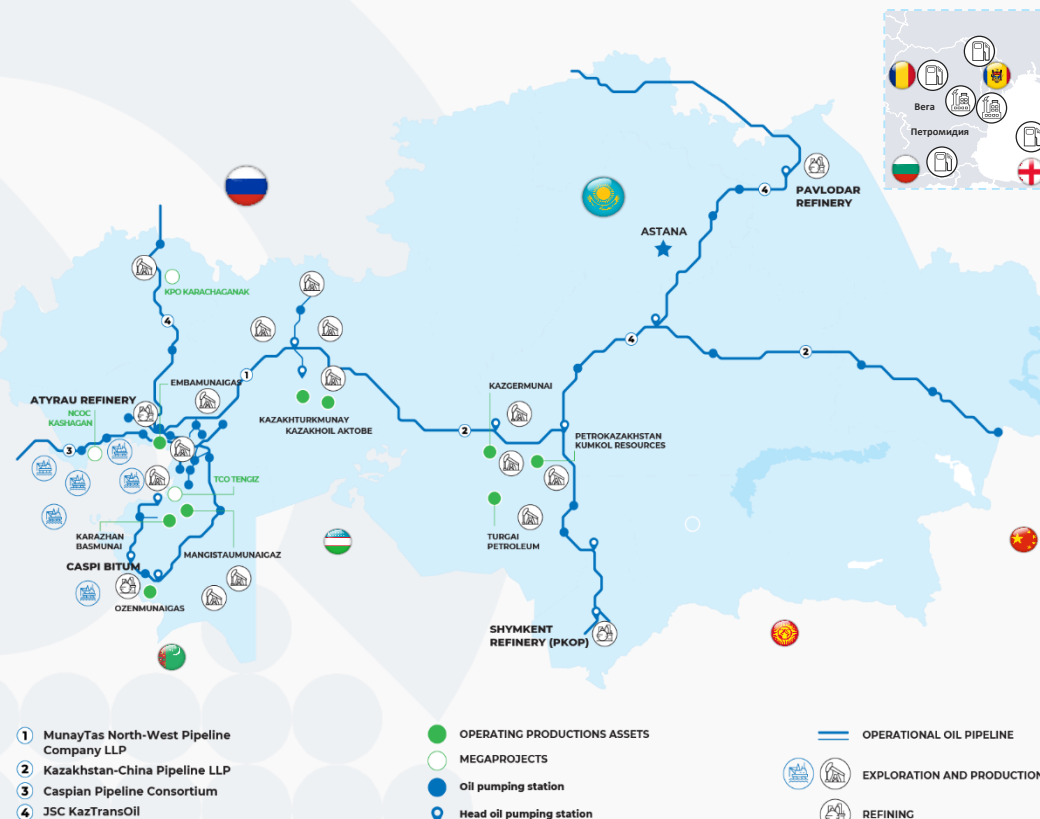 Вега
Петромидия
4
PAVLODAR
REFINERY
ASTANA
KPO KARACHAGANAK
4
4
2
1
EMBAMUNAIGAS
ATYRAU REFINERY
NCOC
KASHAGAN
KAZGERMUNAI
KAZAKHTURKMUNAY
KAZAKHOIL AKTOBE
2
PETROKAZAKHSTAN
KUMKOL RESOURCES
3
TCO TENGIZ
KARAZHAN
BASMUNAI
TURGAI
PETROLEUM
MANGISTAUMUNAIGAZ
CASPI BITUM
OZENMUNAIGAS
SHYMKENT
REFINERY (PKOP)
1 MunayTas North-West Pipeline
Company LLP
2 Kazakhstan-China Pipeline LLP
3 Caspian Pipeline Consortium
4 JSC KazTransOil
OPERATING PRODUCTIONS ASSETS
MEGAPROJECTS
Oil pumping station
Head oil pumping station
OPERATIONAL OIL PIPELINE
EXPLORATION AND PRODUCTION
REFINING